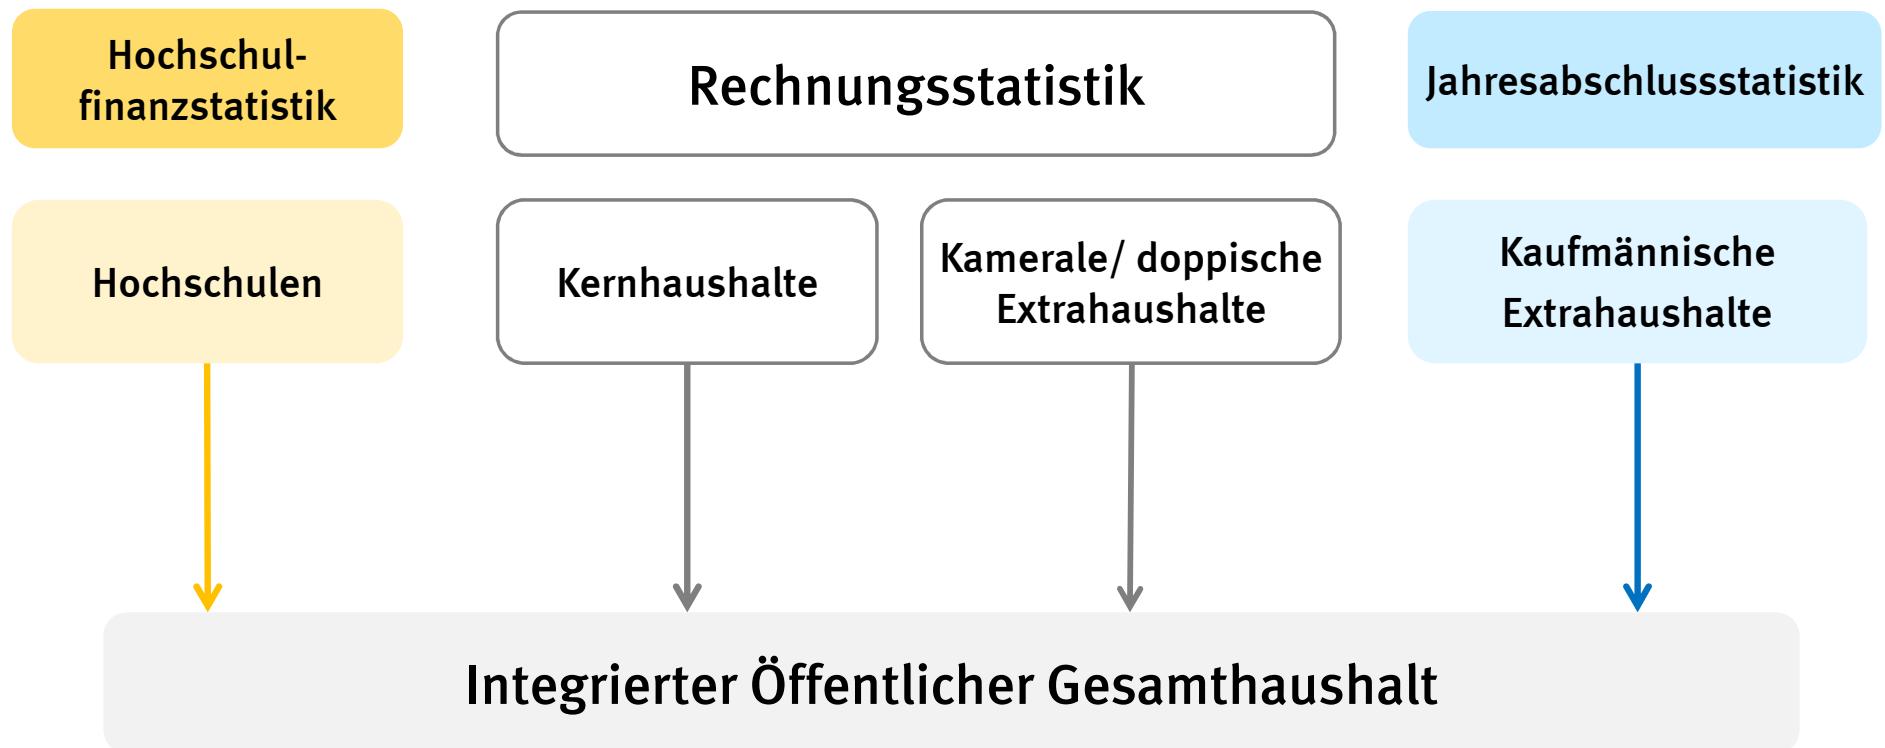 Hochschul-
finanzstatistik
Rechnungsstatistik
Jahresabschlussstatistik
Hochschulen
Kernhaushalte
Kamerale/ doppische
Extrahaushalte
Kaufmännische
Extrahaushalte
Integrierter Öffentlicher Gesamthaushalt